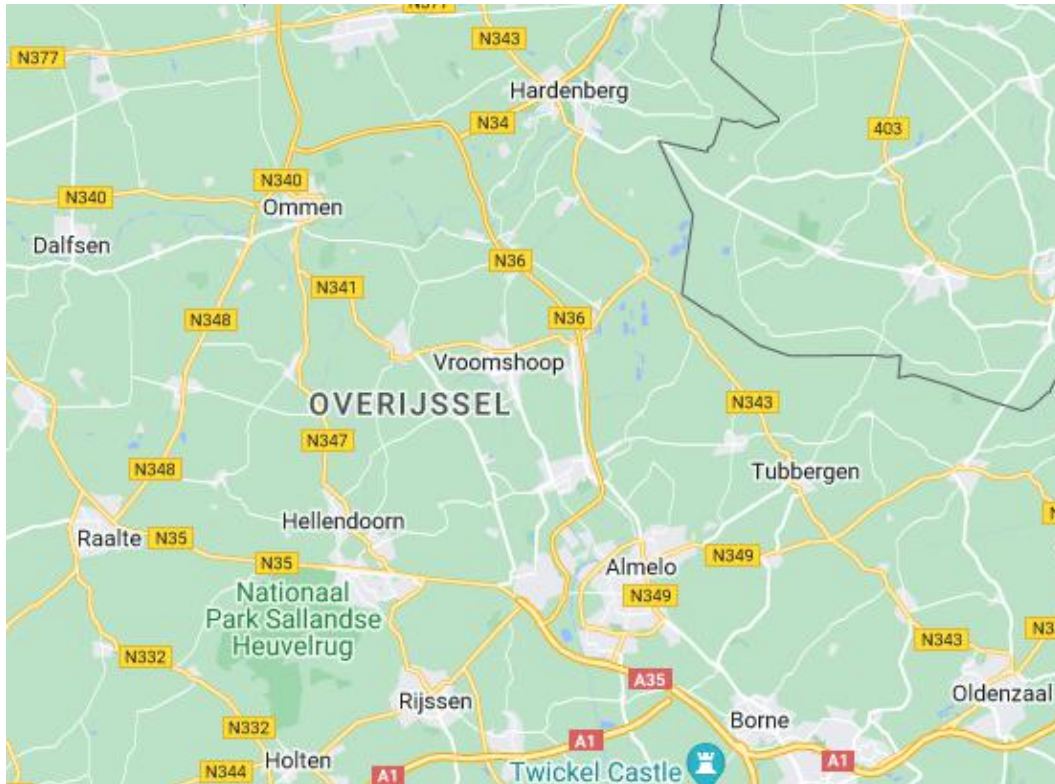 N377
N343
N377
Hardenberg
N34
403
N340
N340
Ommen
Dalfsen
N36
N341
N348
N36
Vroomshoop
OVERIJSSEL
N343
N347
N348
Tubbergen
Hellendoorn
Raalte
N35
N35
Almelo
N349
Nationaal
Park Sallandse
Heuvelrug
N349
N343
N332
A35
Rijssen
Oldenzaal
N332
Borne
A1
Holten
A1
N344
A1
Twickel Castle